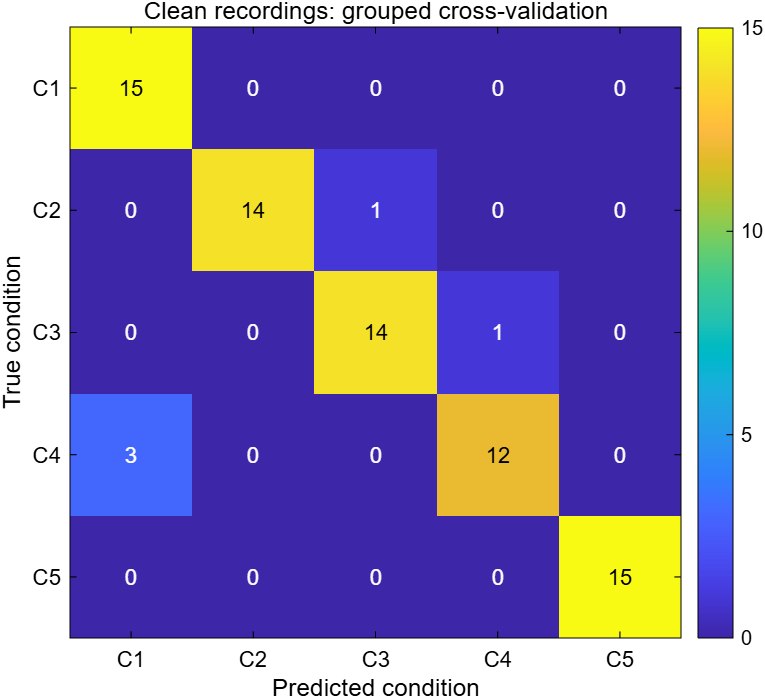 Clean recordings: grouped cross-validation
C1 15 0 0 0 0
C2 0 14 1 0 0
C3 0 0 14 1 0
C4 3 0 0 12 0
C5 0 0 0 0 15
C1 C2 C3 C4 C5
Predicted condition
True condition
15
10
5
0